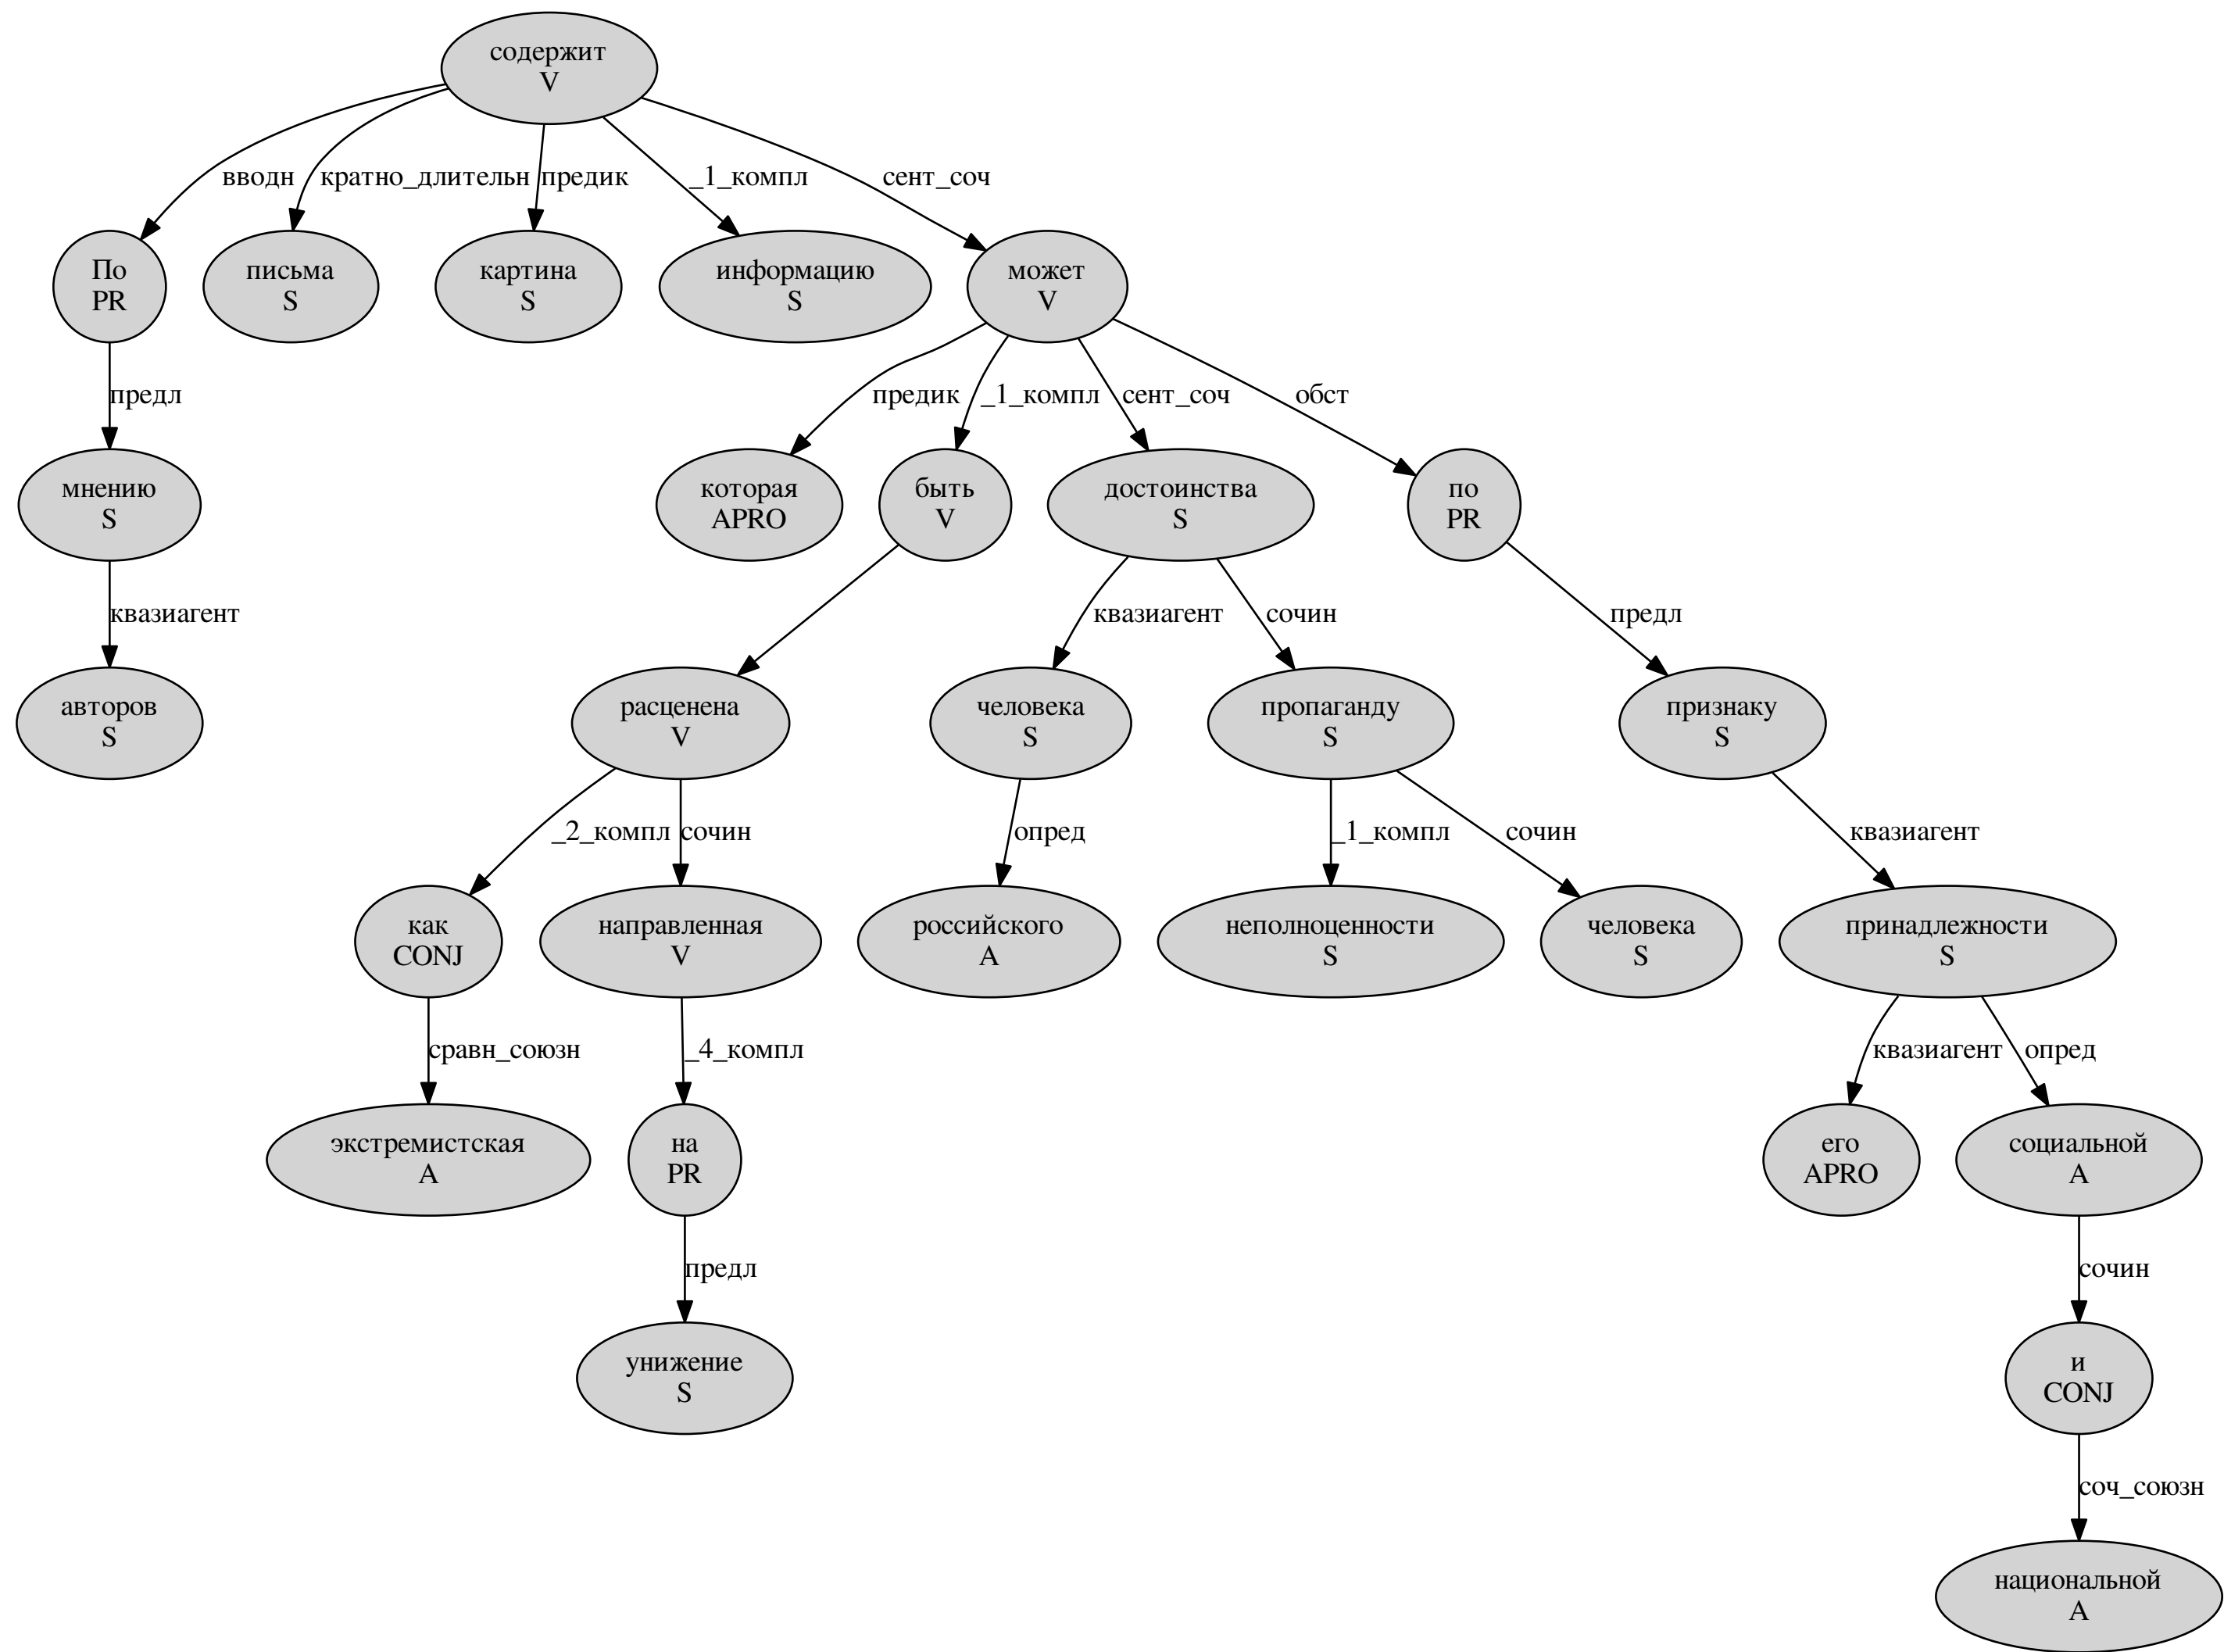 содержит
V
вводн
кратно_длительн
предик
_1_компл
сент_соч
По
PR
письма
S
картина
S
информацию
S
может
V
предл
предик
_1_компл
сент_соч
обст
мнению
S
которая
APRO
быть
V
достоинства
S
по
PR
квазиагент
квазиагент
сочин
предл
авторов
S
расценена
V
человека
S
пропаганду
S
признаку
S
_2_компл
сочин
опред
_1_компл
сочин
квазиагент
как
CONJ
направленная
V
российского
A
неполноценности
S
человека
S
принадлежности
S
сравн_союзн
_4_компл
квазиагент
опред
экстремистская
A
на
PR
его
APRO
социальной
A
предл
сочин
унижение
S
и
CONJ
соч_союзн
национальной
A